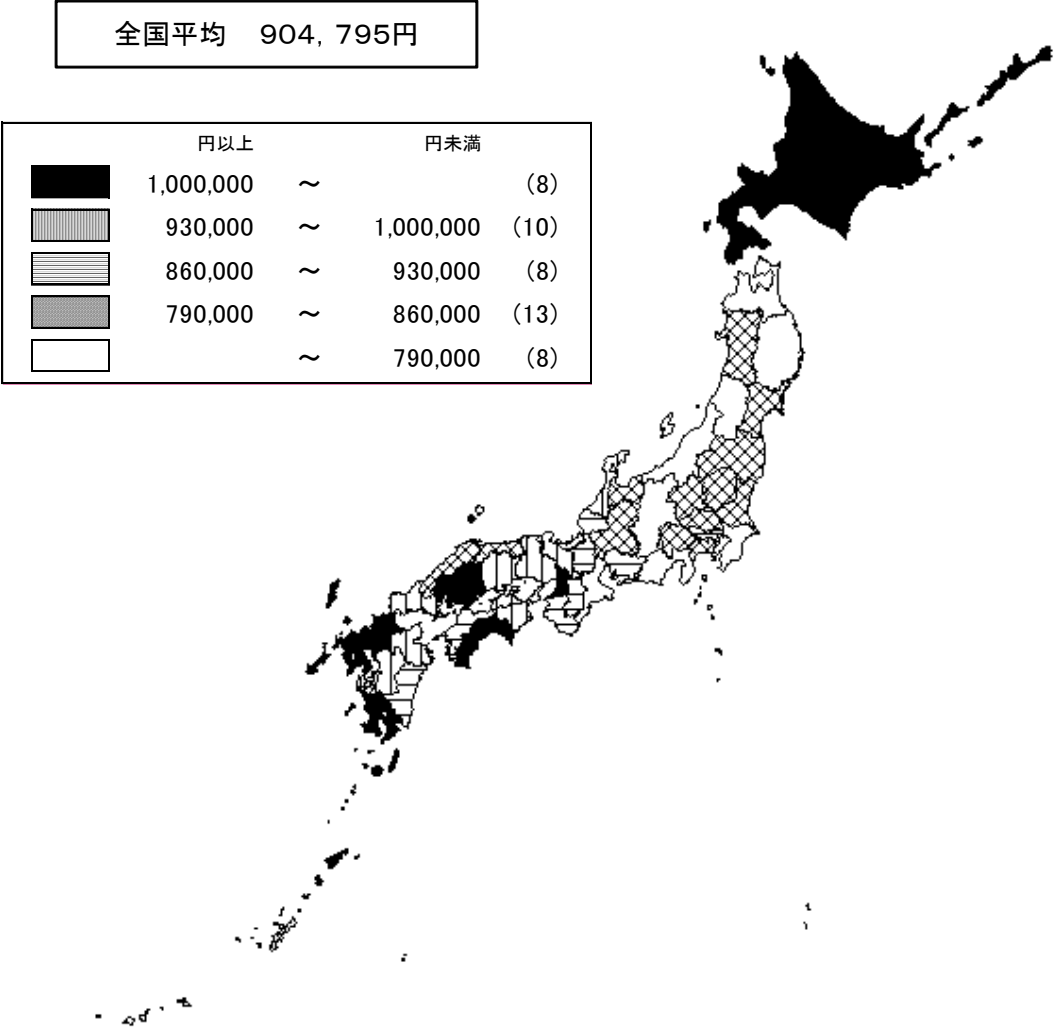 全国平均　904,795円
円以上　円未満
1,000,000　～　(8)
930,000　～　1,000,000　(10)
860,000　～　930,000　(8)
790,000　～　860,000　(13)
～　790,000　(8)